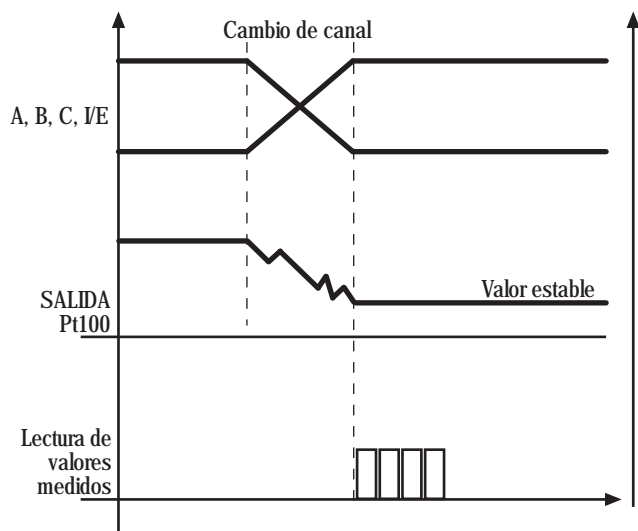 Cambio de canal
A, B, C, I/E
SALIDA
Pt100
Valor estable
Lectura de
valores
medidos